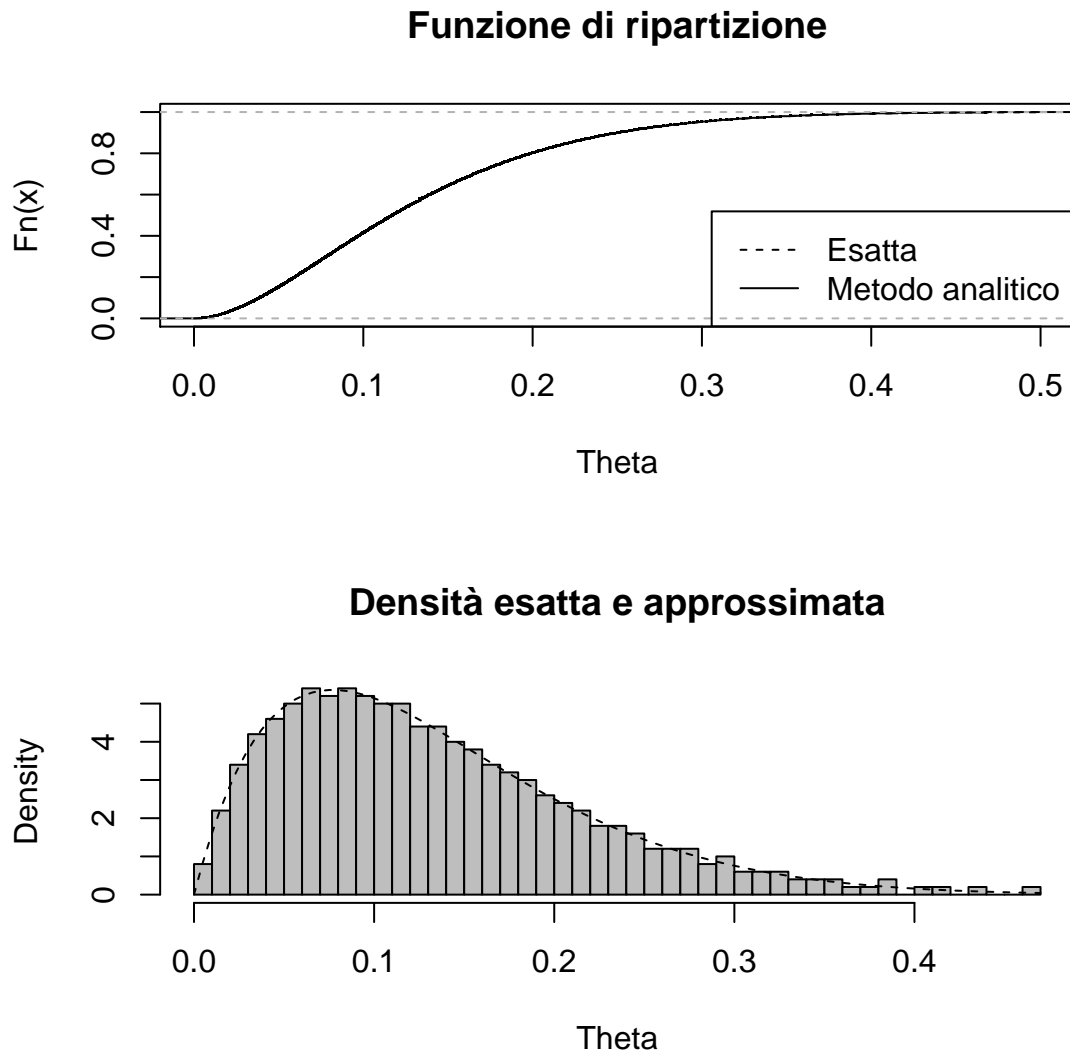 Funzione di ripartizione
Fn(x)
0.0 0.4 0.8
Esatta
Metodo analitico
0.0 0.1 0.2 0.3 0.4 0.5
Theta
Densità esatta e approssimata
Density
0 2 4
0.0 0.1 0.2 0.3 0.4
Theta